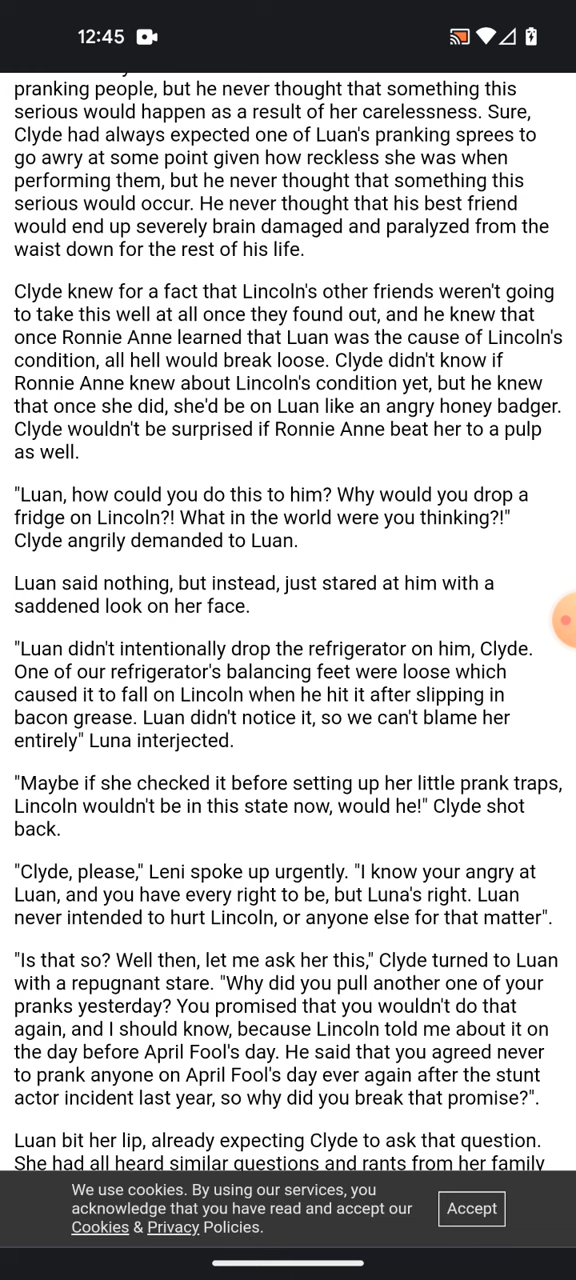 12:45
pranking people, but he never thought that something this
serious would happen as a result of her carelessness. Sure,
Clyde had always expected one of Luan's pranking sprees to
go awry at some point given how reckless she was when
performing them, but he never thought that something this
serious would occur. He never thought that his best friend
would end up severely brain damaged and paralyzed from the
waist down for the rest of his life.
Clyde knew for a fact that Lincoln's other friends weren't going
to take this well at all once they found out, and he knew that
once Ronnie Anne learned that Luan was the cause of Lincoln's
condition, all hell would break loose. Clyde didn't know if
Ronnie Anne knew about Lincoln's condition yet, but he knew
that once she did, she'd be on Luan like an angry honey badger.
Clyde wouldn't be surprised if Ronnie Anne beat her to a pulp
as well.
"Luan, how could you do this to him? Why would you drop a
fridge on Lincoln?! What in the world were you thinking?!"
Clyde angrily demanded to Luan.
Luan said nothing, but instead, just stared at him with a
saddened look on her face.
"Luan didn't intentionally drop the refrigerator on him, Clyde.
One of our refrigerator's balancing feet were loose which
caused it to fall on Lincoln when he hit it after slipping in
bacon grease. Luan didn't notice it, so we can't blame her
entirely" Luna interjected.
"Maybe if she checked it before setting up her little prank traps,
Lincoln wouldn't be in this state now, would he!" Clyde shot
back.
"Clyde, please," Leni spoke up urgently. "I know your angry at
Luan, and you have every right to be, but Luna's right. Luan
never intended to hurt Lincoln, or anyone else for that matter".
"Is that so? Well then, let me ask her this," Clyde turned to Luan
with a repugnant stare. "Why did you pull another one of your
pranks yesterday? You promised that you wouldn't do that
again, and I should know, because Lincoln told me about it on
the day before April Fool's day. He said that you agreed never
to prank anyone on April Fool's day ever again after the stunt
actor incident last year, so why did you break that promise?".
Luan bit her lip, already expecting Clyde to ask that question.
She had all heard similar questions and rants from her family
We use cookies. By using our services, you
acknowledge that you have read and accept our
Cookies & Privacy Policies.
Accept